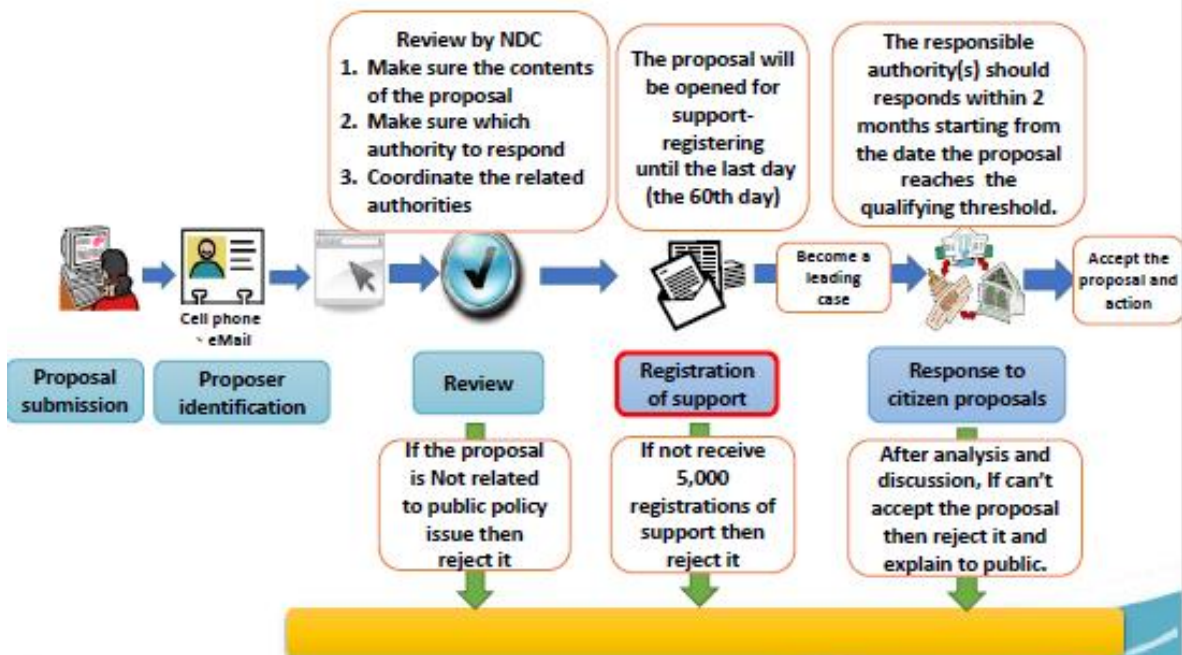 Review by NDC
1. Make sure the contents
of the proposal
2. Make sure which
authority to respond
3. Coordinate the related
authorities
The proposal will
be opened for
support-
registering
until the last day
(the 60th day)
The responsible
authority(s) should
responds within 2
months starting from
the date the proposal
reaches the
qualifying threshold.
Cell phone
、eMail
Become a
leading
case
Accept the
proposal and
action
Proposal
submission
Proposer
identification
Review
Registration
of support
Response to
citizen proposals
If the proposal
is Not related
to public policy
issue then
reject it
If not receive
5,000
registrations of
support then
reject it
After analysis and
discussion, If can't
accept the proposal
then reject it and
explain to public.